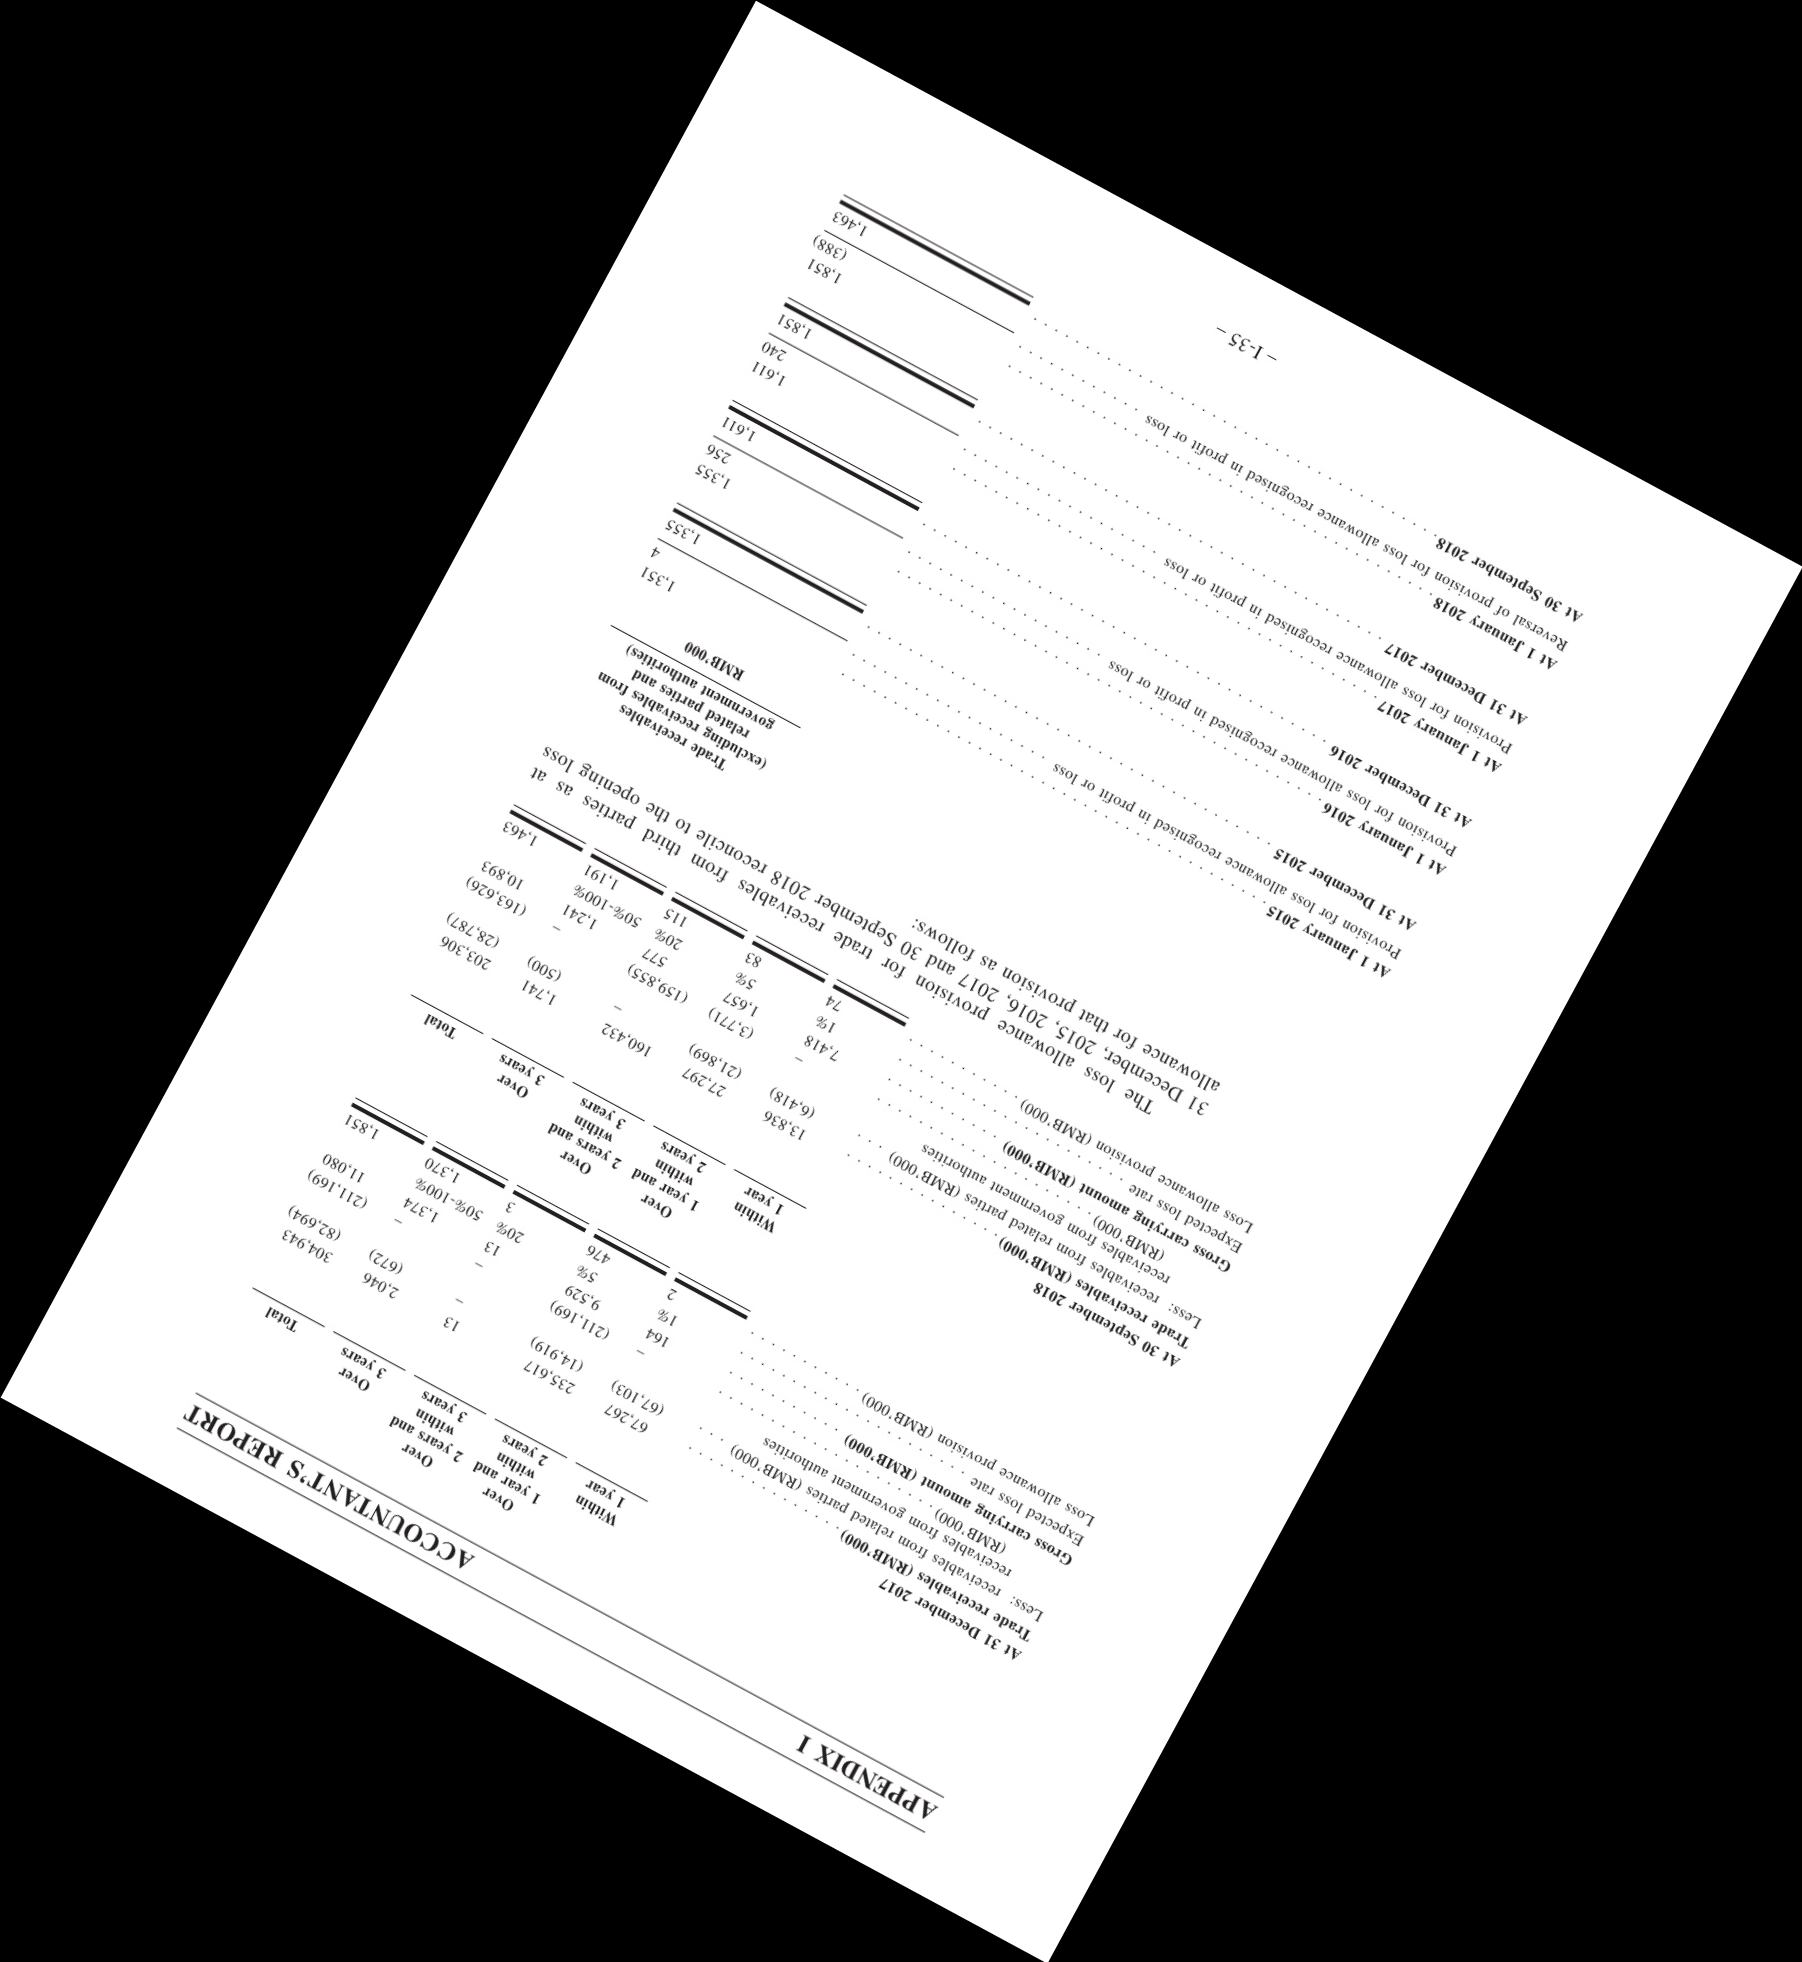 APPENDIX I ACCOUNTANT’S REPORT
Over Over
1 year and 2 years and
Within within within Over
1 year 2 years 3 years 3 years Total
At 31 December 2017
Trade receivables (RMB’000) . . . . . . . . . . . . . . 67,267 235,617 13 2,046 304,943
Less: receivables from related parties (RMB’000) . . . (67,103) (14,919) – (672) (82,694)
receivables from government authorities
(RMB’000) . . . . . . . . . . . . . . . . . . . . – (211,169) – – (211,169)
Gross carrying amount (RMB’000) . . . . . . . . . . . 164 9,529 13 1,374 11,080
Expected loss rate . . . . . . . . . . . . . . . . . . . . . 1% 5% 20% 50%-100%
Loss allowance provision (RMB’000) . . . . . . . . . . 2 476 3 1,370 1,851
Over Over
1 year and 2 years and
Within within within Over
1 year 2 years 3 years 3 years Total
At 30 September 2018
Trade receivables (RMB’000) . . . . . . . . . . . . . . 13,836 27,297 160,432 1,741 203,306
Less: receivables from related parties (RMB’000) . . . (6,418) (21,869) – (500) (28,787)
receivables from government authorities
(RMB’000) . . . . . . . . . . . . . . . . . . . . – (3,771) (159,855) – (163,626)
Gross carrying amount (RMB’000) . . . . . . . . . . . 7,418 1,657 577 1,241 10,893
Expected loss rate . . . . . . . . . . . . . . . . . . . . . 1% 5% 20% 50%-100%
Loss allowance provision (RMB’000) . . . . . . . . . . 74 83 115 1,191 1,463
The loss allowance provision for trade receivables from third parties as at
31 December, 2015, 2016, 2017 and 30 September 2018 reconcile to the opening loss
allowance for that provision as follows:
Trade receivables
(excluding receivables from
related parties and
government authorities)
RMB’000
At 1 January 2015 . . . . . . . . . . . . . . . . . . . . . . . . . . . . . . . . . . . . 1,351
Provision for loss allowance recognised in profit or loss . . . . . . . . . . . . . . . . . . 4
At 31 December 2015 . . . . . . . . . . . . . . . . . . . . . . . . . . . . . . . . . . 1,355
At 1 January 2016 . . . . . . . . . . . . . . . . . . . . . . . . . . . . . . . . . . . . 1,355
Provision for loss allowance recognised in profit or loss . . . . . . . . . . . . . . . . . . 256
At 31 December 2016 . . . . . . . . . . . . . . . . . . . . . . . . . . . . . . . . . . 1,611
At 1 January 2017 . . . . . . . . . . . . . . . . . . . . . . . . . . . . . . . . . . . . 1,611
Provision for loss allowance recognised in profit or loss . . . . . . . . . . . . . . . . . . 240
At 31 December 2017 . . . . . . . . . . . . . . . . . . . . . . . . . . . . . . . . . . 1,851
At 1 January 2018 . . . . . . . . . . . . . . . . . . . . . . . . . . . . . . . . . . . . 1,851
Reversal of provision for loss allowance recognised in profit or loss . . . . . . . . . . . (388)
At 30 September 2018 . . . . . . . . . . . . . . . . . . . . . . . . . . . . . . . . . . 1,463
– I-35 –